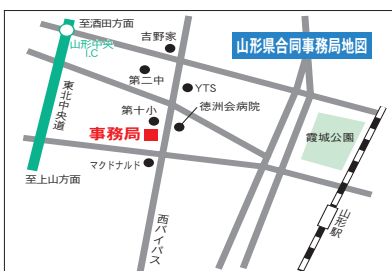 至酒田方面
吉野家
山形県合同事務局地図
山形中央
I.C
第二中
YTS
東北中央道
第十小
徳洲会病院
事務局
霞城公園
マクドナルド
至上山方面
西バイパス
山形駅